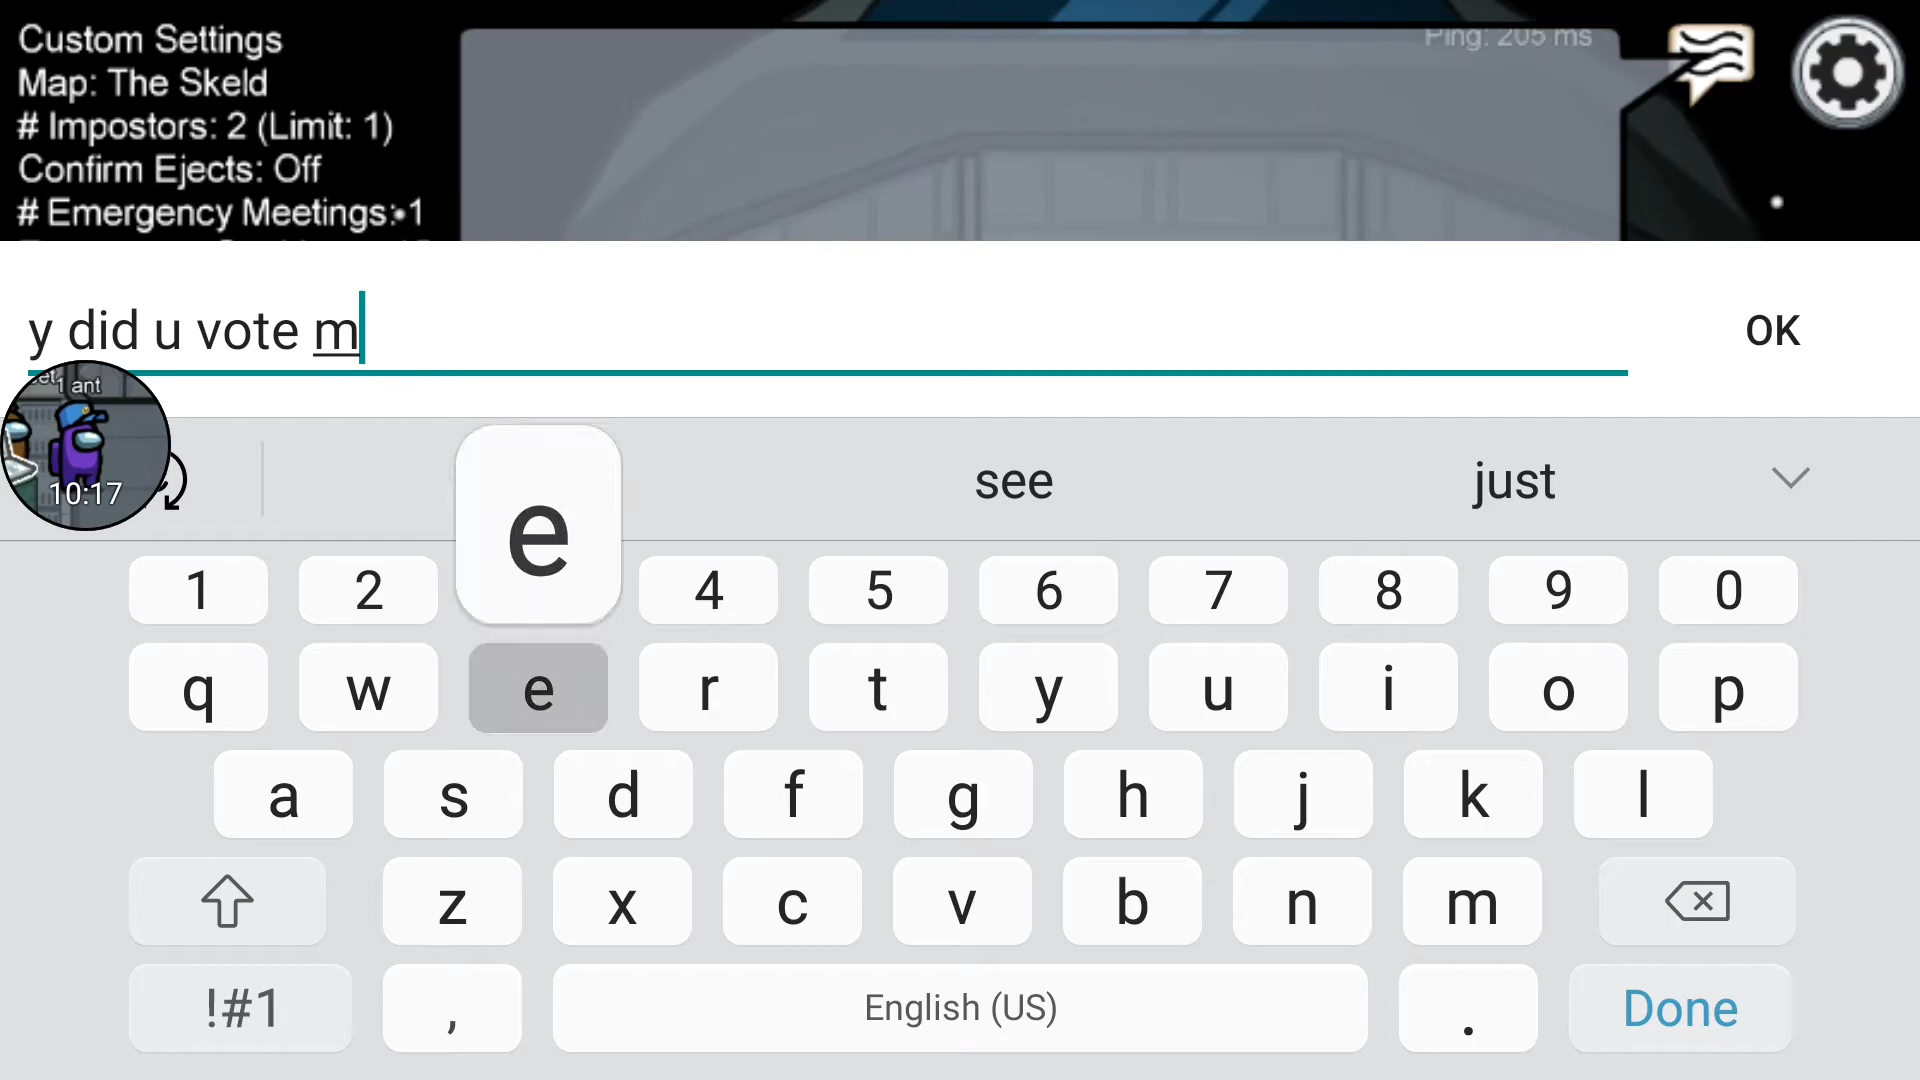 Custom Settings
Map: The Skeld
# Impostors: 2 (Limit: 1)
Confirm Ejects: Off
# Emergency Meetings: 1
Ping: 205 ms
y did u vote m
OK
1 ant
10:17
e
see
just
1 2 4 5 6 7 8 9 0
q w e r t y u i o p
a s d f g h j k l
z x c v b n m
!#1 , English (US) . Done